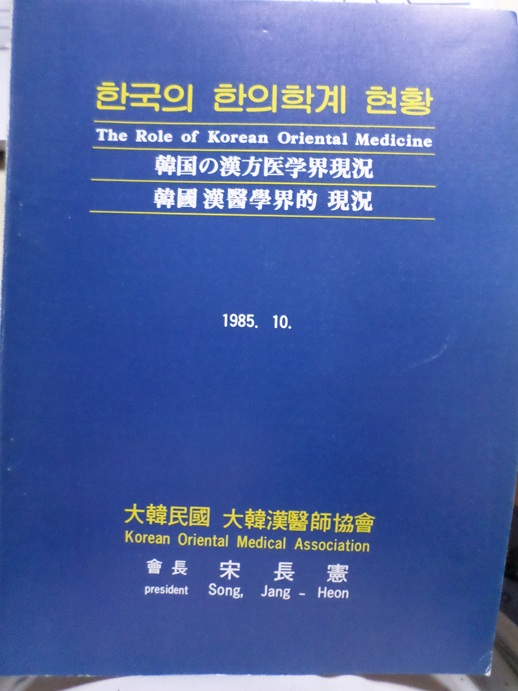 한국의 한의학계 현황
The Role of Korean Oriental Medicine
韓国の漢方医学界現況
韓國 漢醫學界的 現況
1985. 10.
大韓民國 大韓漢醫師協會
Korean Oriental Medical Association
會長 宋長憲
president Song, Jang - Heon